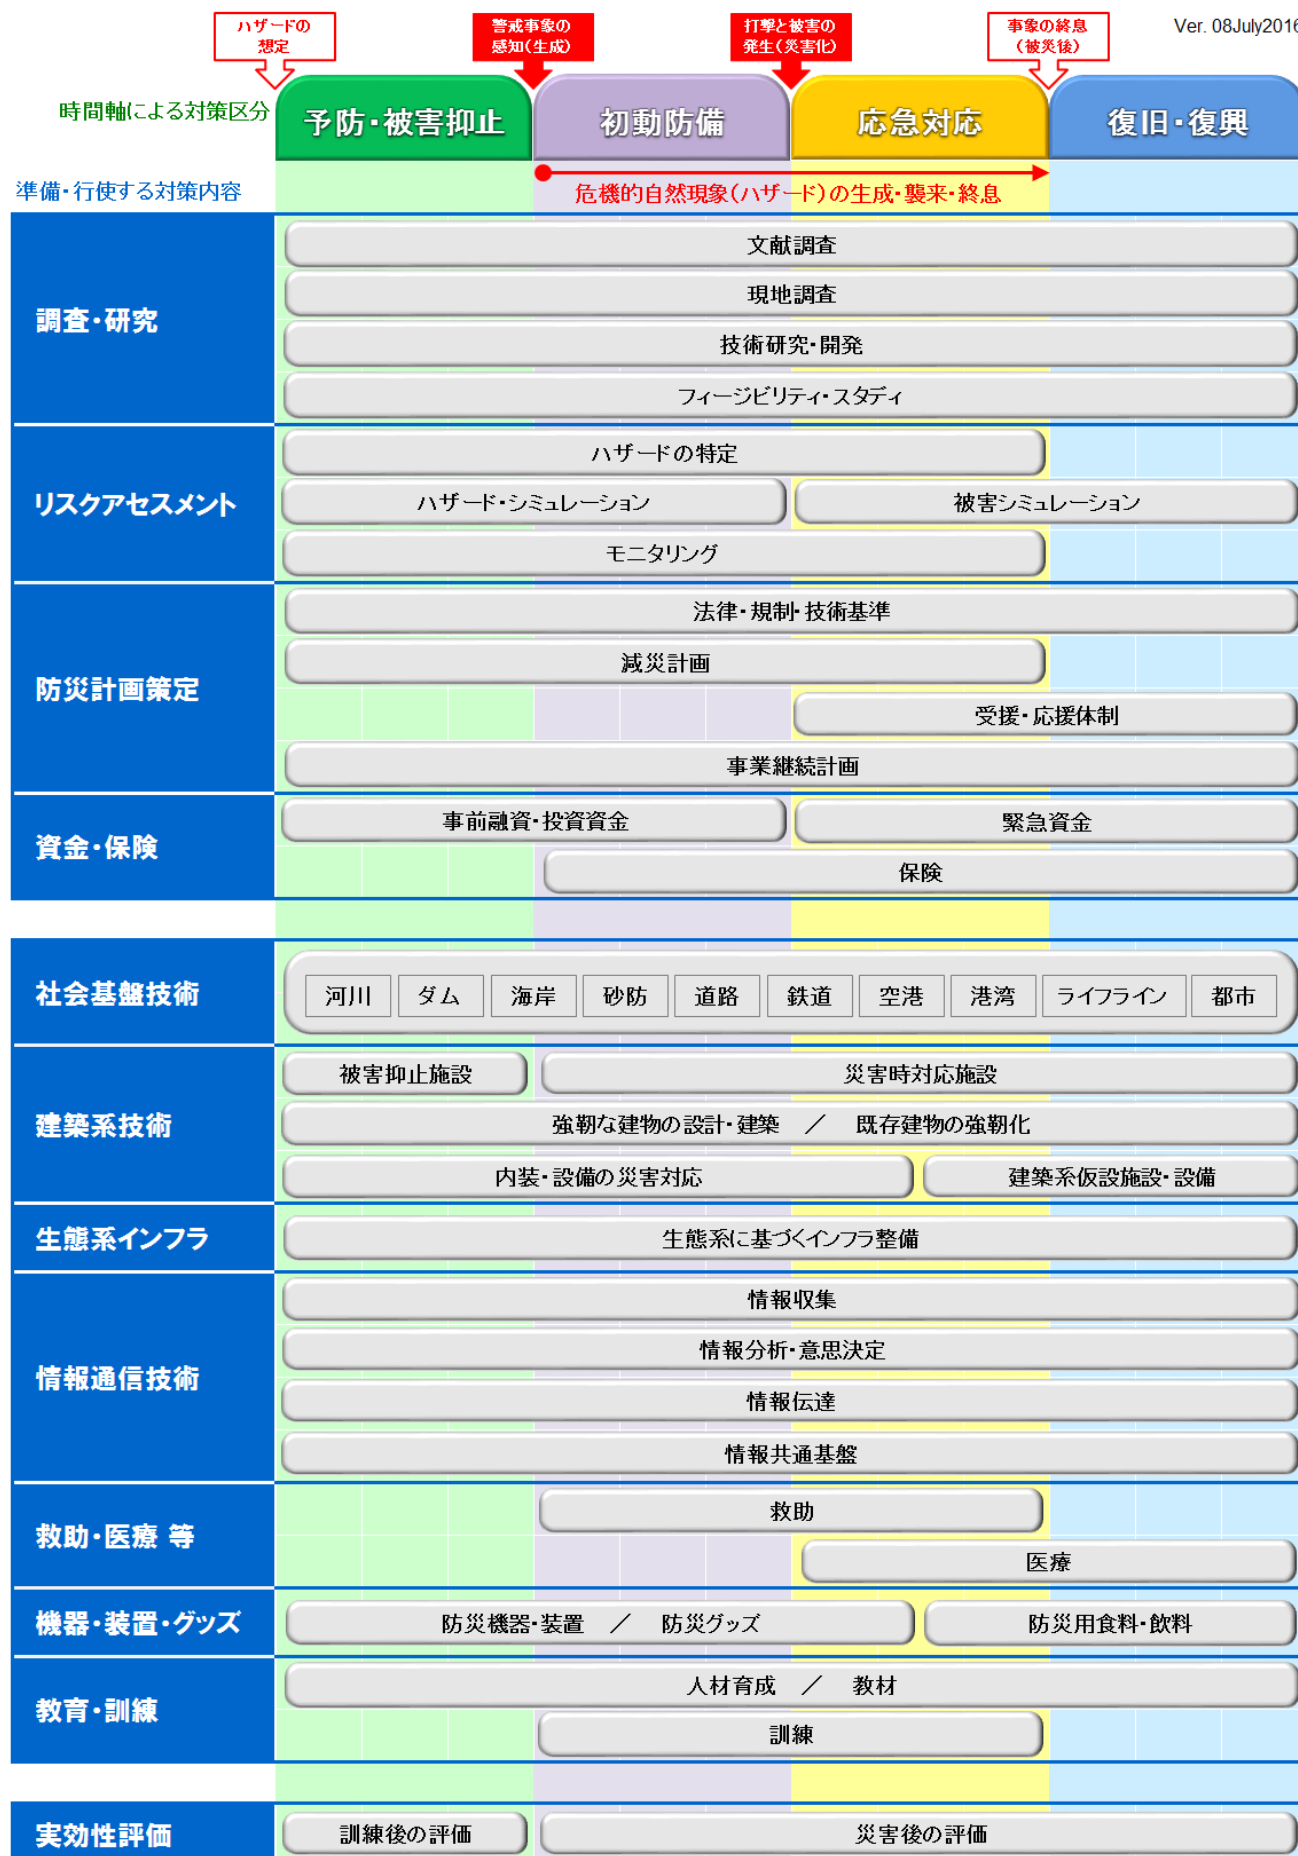 ハザードの
想定
警戒事象の
感知(生成)
打撃と被害の
発生(災害化)
事象の終息
(被災後)
Ver. 08July2016
時間軸による対策区分
予防・被害抑止
初動防備
応急対応
復旧・復興
準備・行使する対策内容
危機的自然現象(ハザード)の生成・襲来・終息
調査・研究
文献調査
現地調査
技術研究・開発
フィージビリティ・スタディ
リスクアセスメント
ハザードの特定
ハザード・シミュレーション
被害シミュレーション
モニタリング
防災計画策定
法律・規制・技術基準
減災計画
受援・応援体制
事業継続計画
資金・保険
事前融資・投資資金
緊急資金
保険
社会基盤技術
河川
ダム
海岸
砂防
道路
鉄道
空港
港湾
ライフライン
都市
建築系技術
被害抑止施設
災害時対応施設
強靭な建物の設計・建築 / 既存建物の強靭化
内装・設備の災害対応
建築系仮設施設・設備
生態系インフラ
生態系に基づくインフラ整備
情報通信技術
情報収集
情報分析・意思決定
情報伝達
情報共通基盤
救助・医療 等
救助
医療
機器・装置・グッズ
防災機器・装置 / 防災グッズ
防災用食料・飲料
教育・訓練
人材育成 / 教材
訓練
実効性評価
訓練後の評価
災害後の評価